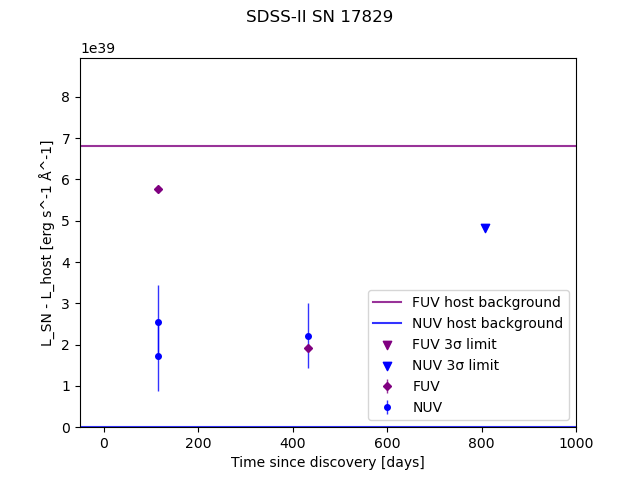 SDSS-II SN 17829
1e39
8
7
6
5
4
3
2
1
0
L_SN - L_host [erg s^-1 Å^-1]
FUV host background
NUV host background
FUV 3σ limit
NUV 3σ limit
FUV
NUV
0 200 400 600 800 1000
Time since discovery [days]